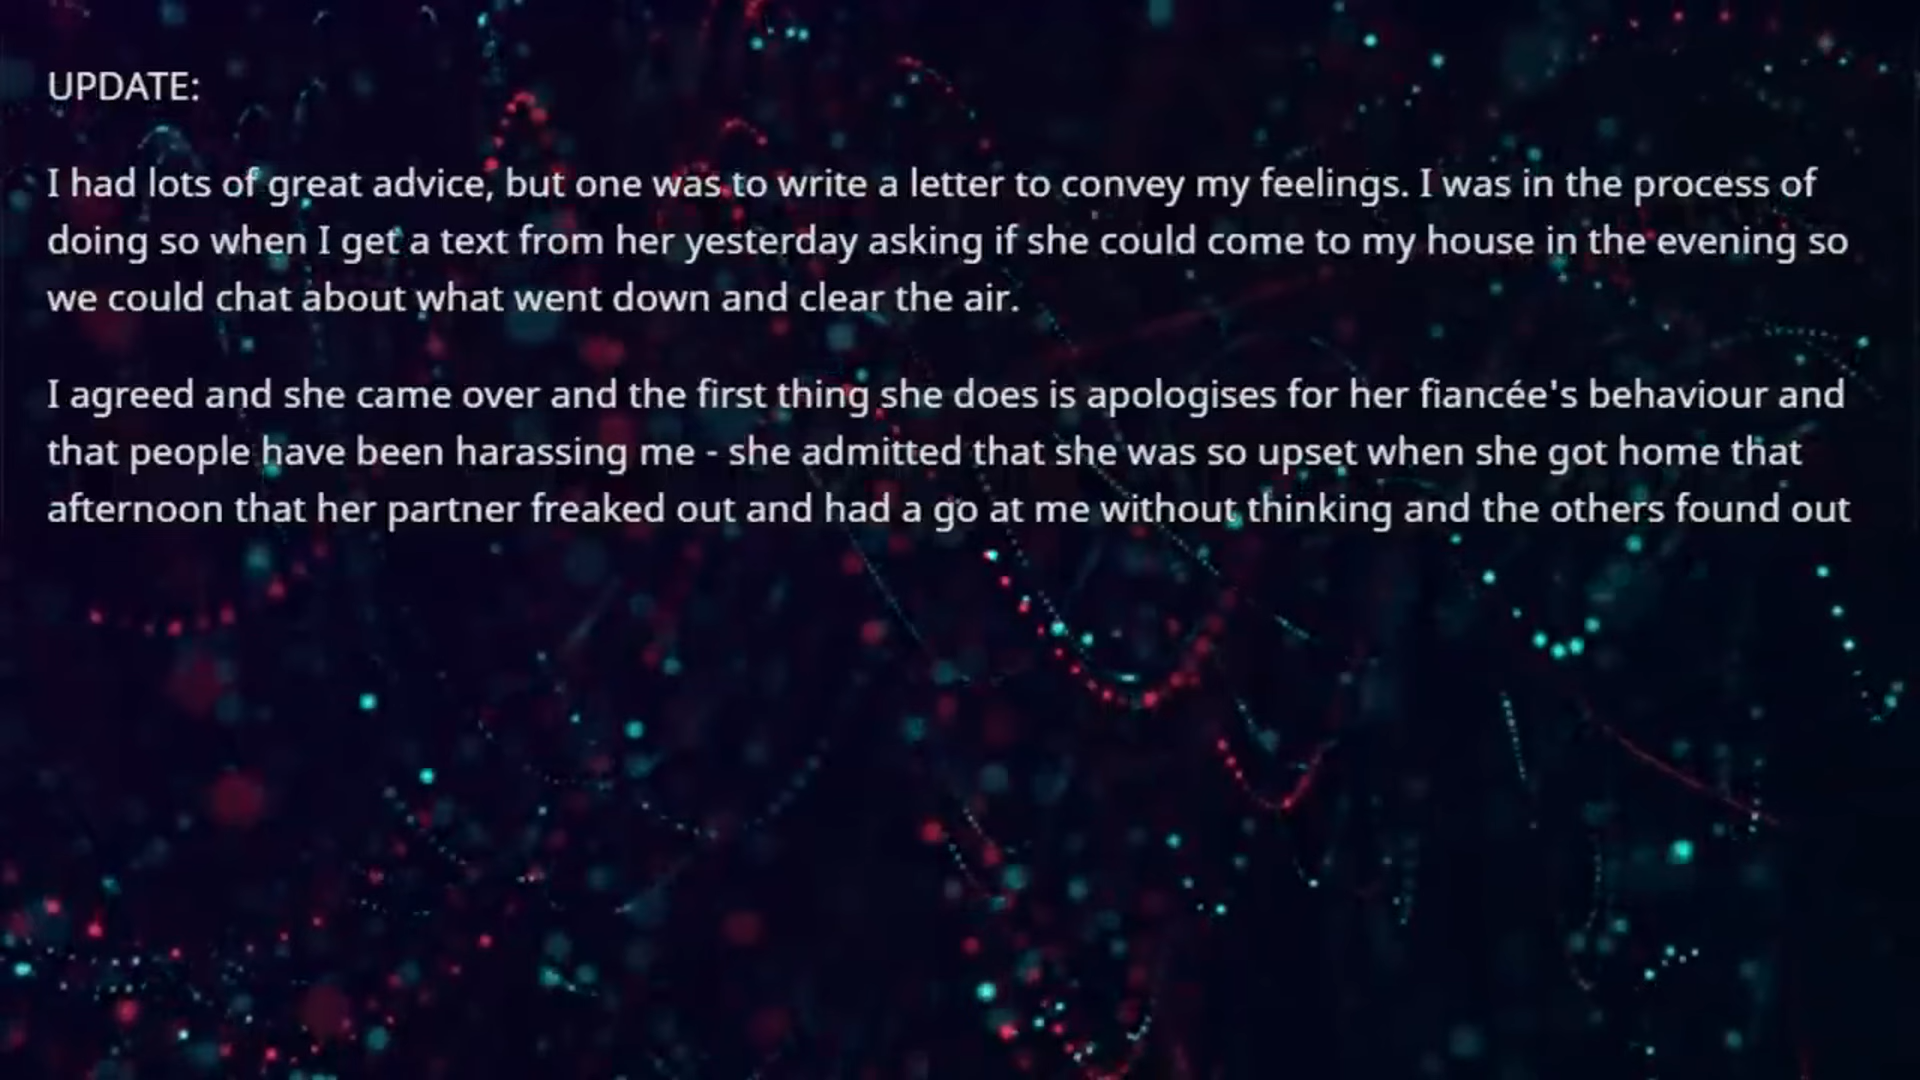 UPDATE:
I had lots of great advice, but one was to write a letter to convey my feelings. I was in the process of
doing so when I get a text from her yesterday asking if she could come to my house in the evening so
we could chat about what went down and clear the air.
I agreed and she came over and the first thing she does is apologises for her fiancée's behaviour and
that people have been harassing me - she admitted that she was so upset when she got home that
afternoon that her partner freaked out and had a go at me without thinking and the others found out